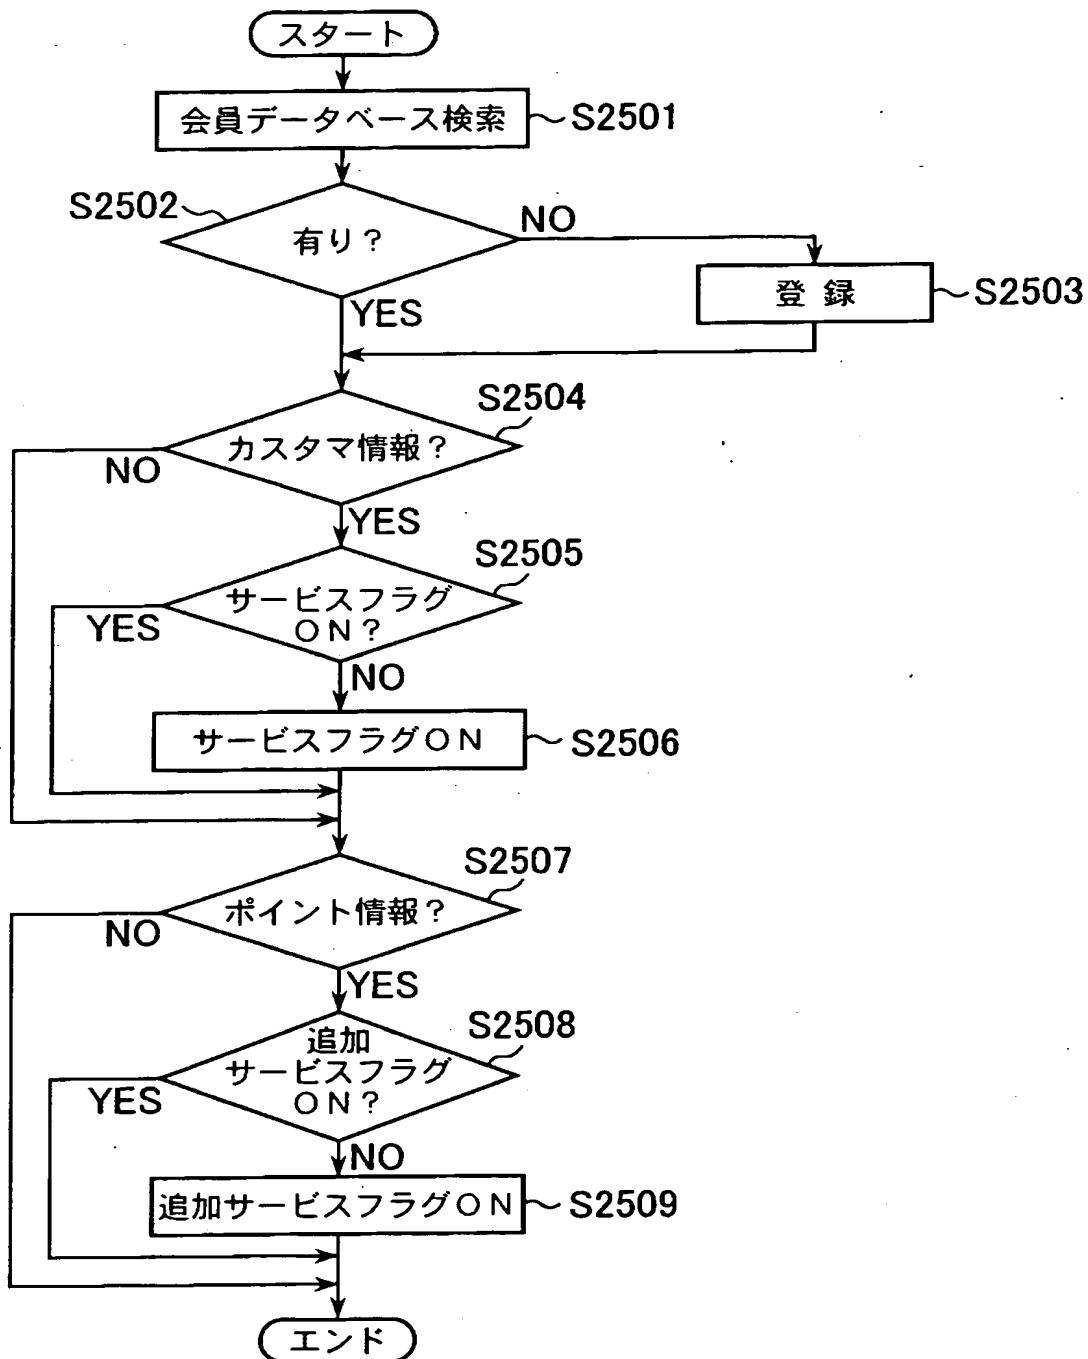 スタート
会員データベース検索
S2501
S2502
有り?
NO
登 録
S2503
YES
S2504
カスタマ情報?
NO
YES
S2505
サービスフラグ
ON?
YES
NO
サービスフラグON
S2506
S2507
ポイント情報?
NO
YES
S2508
追加
サービスフラグ
ON?
YES
NO
追加サービスフラグON
S2509
エンド